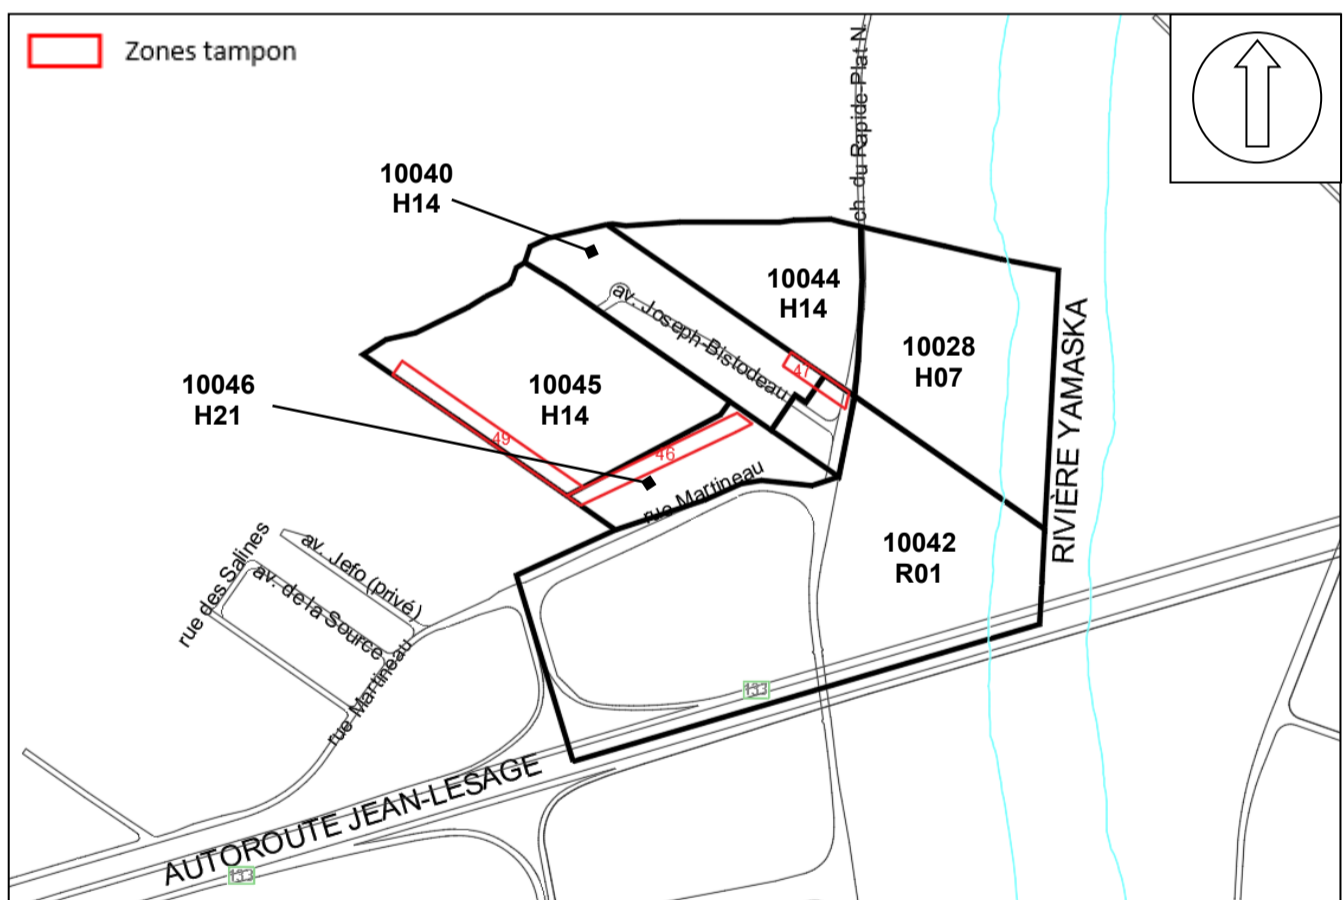 Zones tampon
ch. du Rapide-Plat N.
10040
H14
10044
H14
av. Joseph-Bistodeau
10028
H07
41
10046
H21
10045
H14
49
46
rue Martineau
RIVIÈRE YAMASKA
10042
R01
rue des Salines
av. Jefo (privé)
av. de la Source
rue Martineau
133
AUTOROUTE JEAN-LESAGE
133